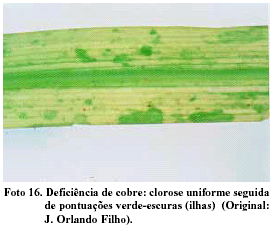 Foto 16. Deficiência de cobre: clorose uniforme seguida
de pontuações verde-escuras (ilhas) (Original:
J. Orlando Filho).